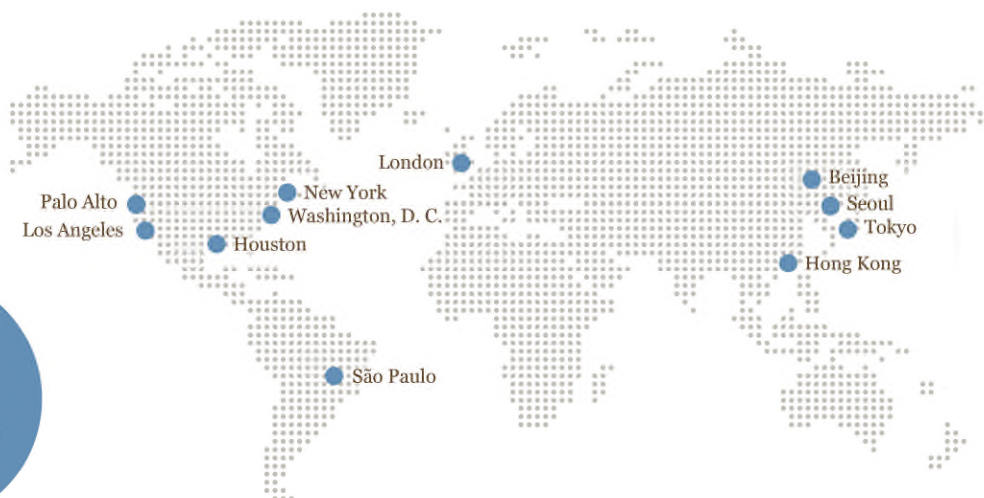 London
Beijing
New York
Palo Alto
Seoul
Washington, D. C.
Tokyo
Los Angeles
Houston
Hong Kong
São Paulo